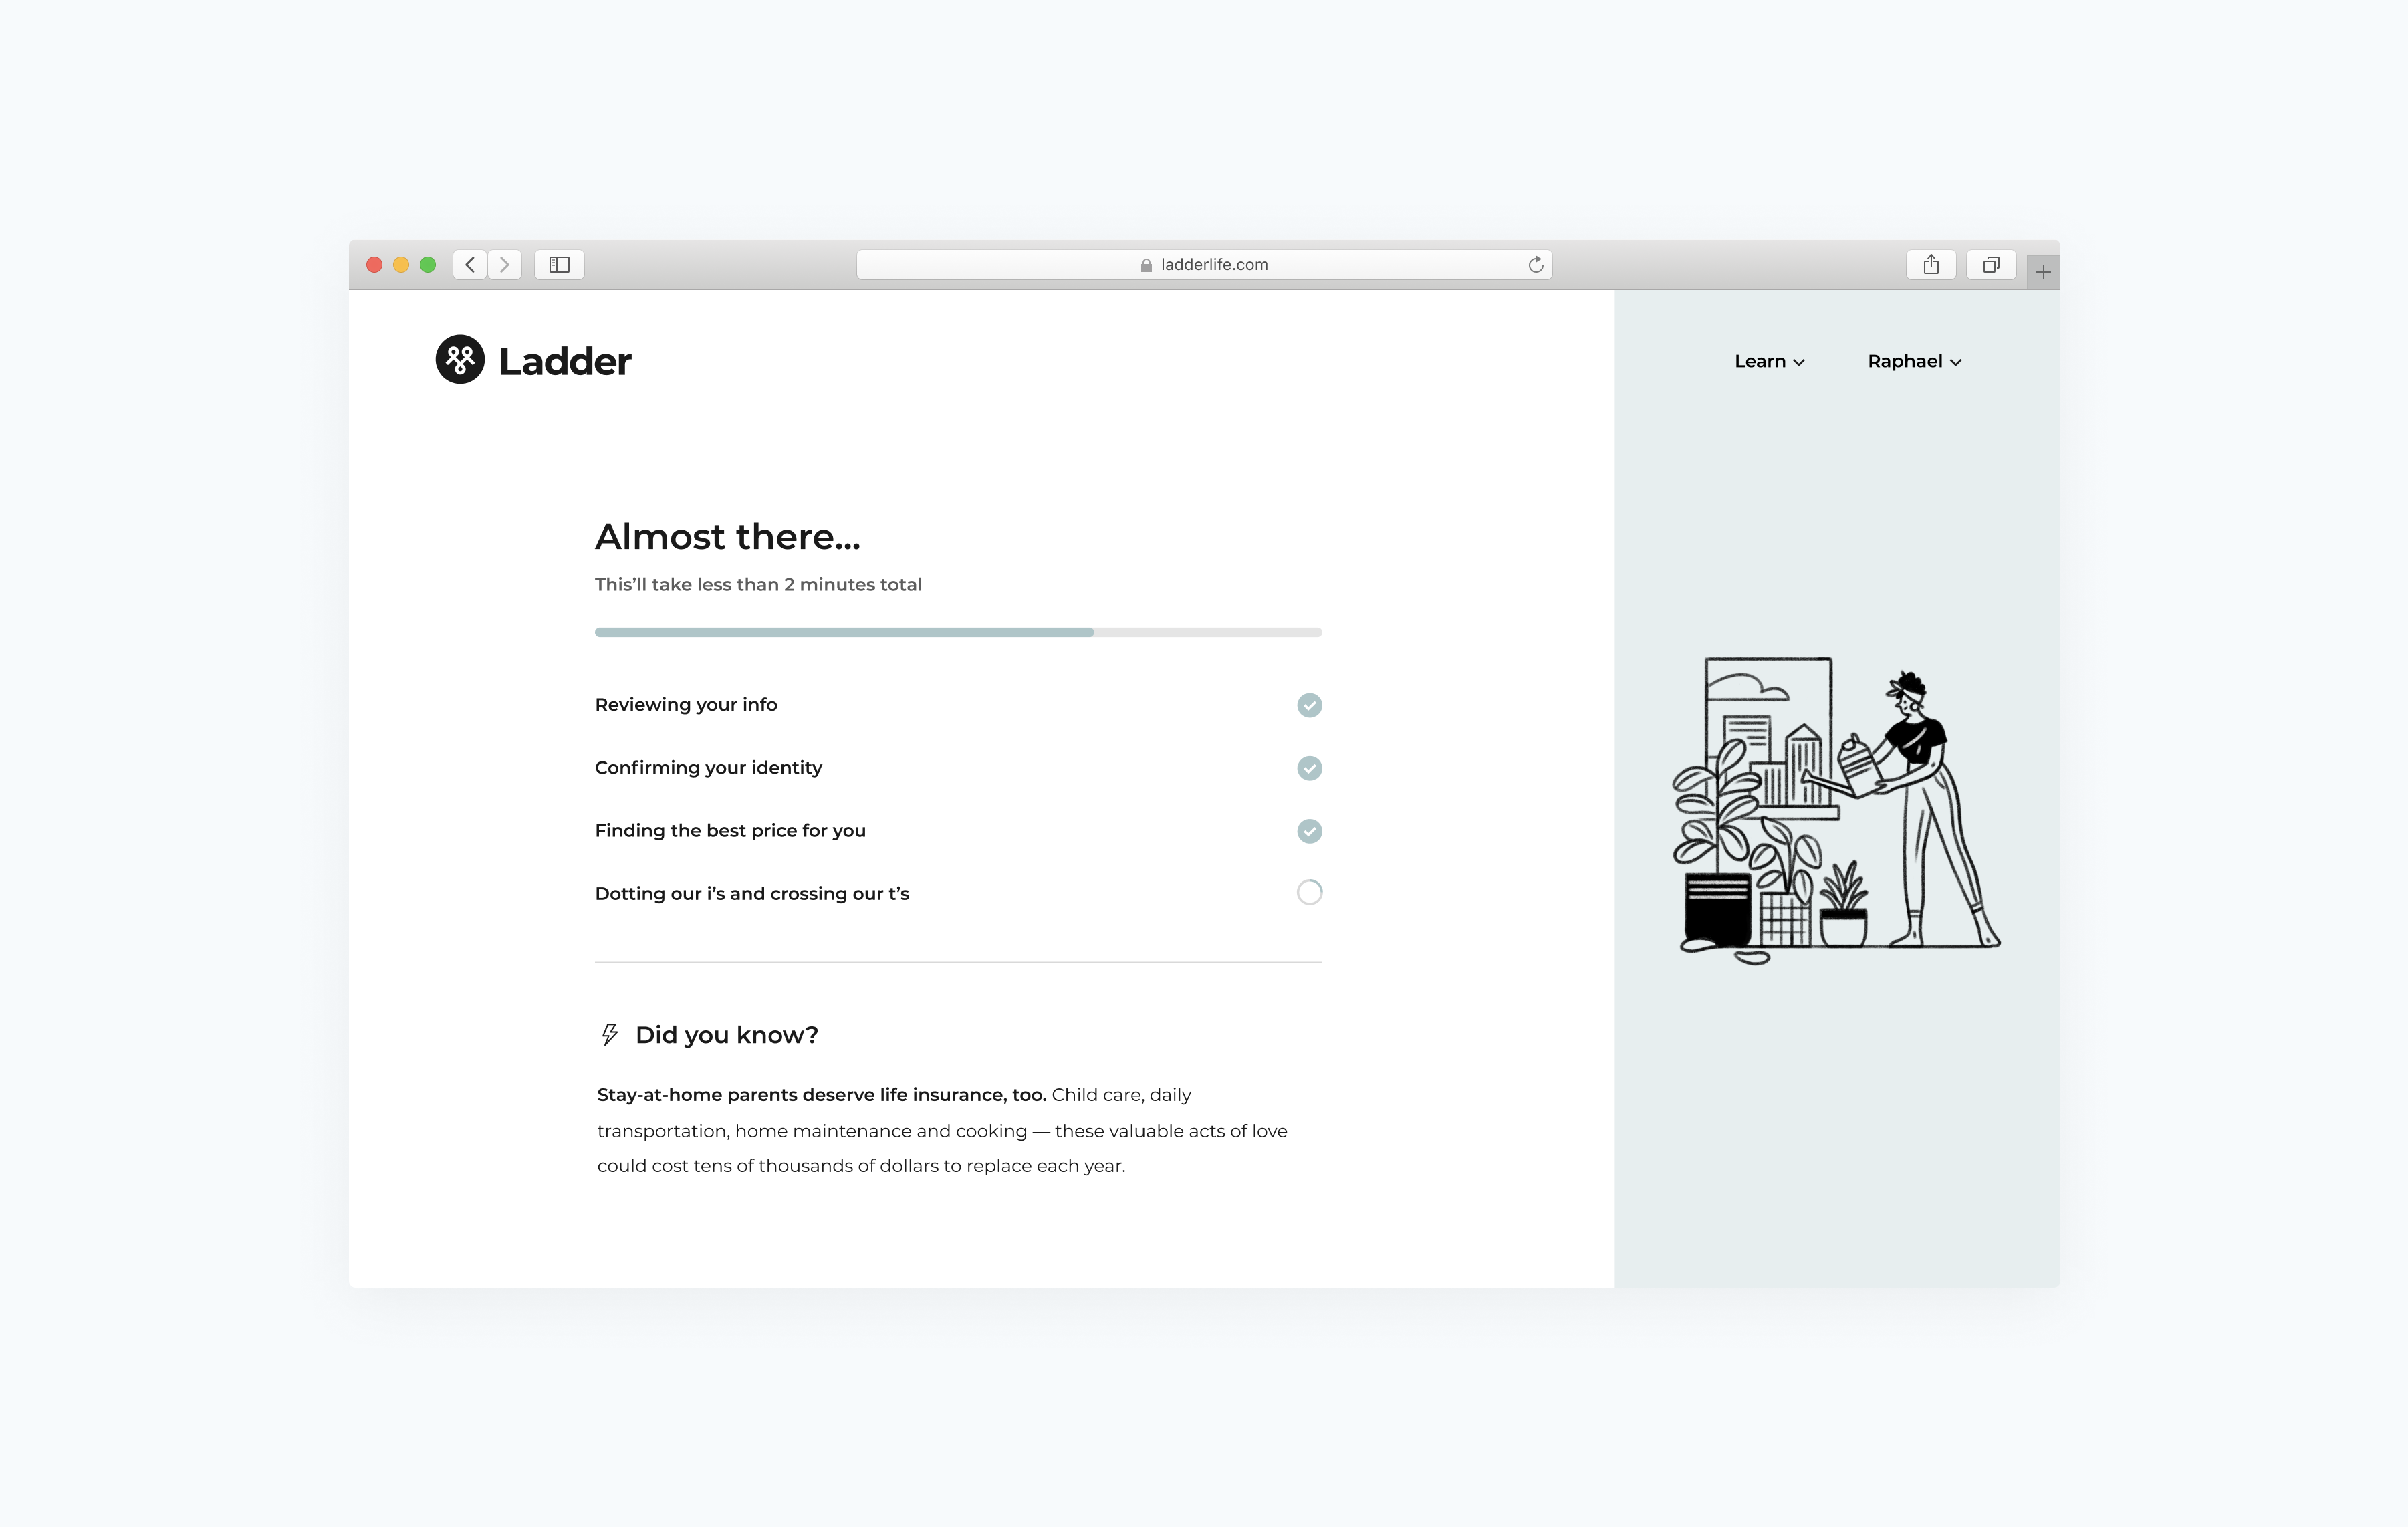 ladderlife.com
Ladder
Learn
Raphael
Almost there...
This’ll take less than 2 minutes total
Reviewing your info
Confirming your identity
Finding the best price for you
Dotting our i’s and crossing our t’s
Did you know?
Stay-at-home parents deserve life insurance, too. Child care, daily
transportation, home maintenance and cooking — these valuable acts of love
could cost tens of thousands of dollars to replace each year.